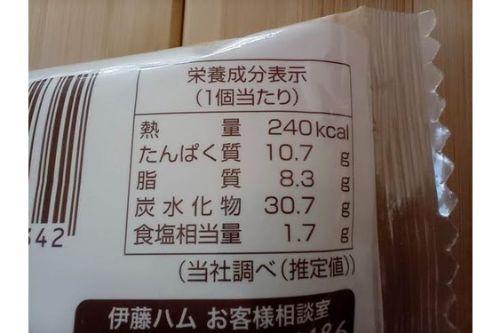 栄養成分表示
(1個当たり)
熱量 240kcal
たんぱく質 10.7 g
脂質 8.3 g
炭水化物 30.7 g
食塩相当量 1.7 g
(当社調べ(推定値))
342
伊藤ハム お客様相談室